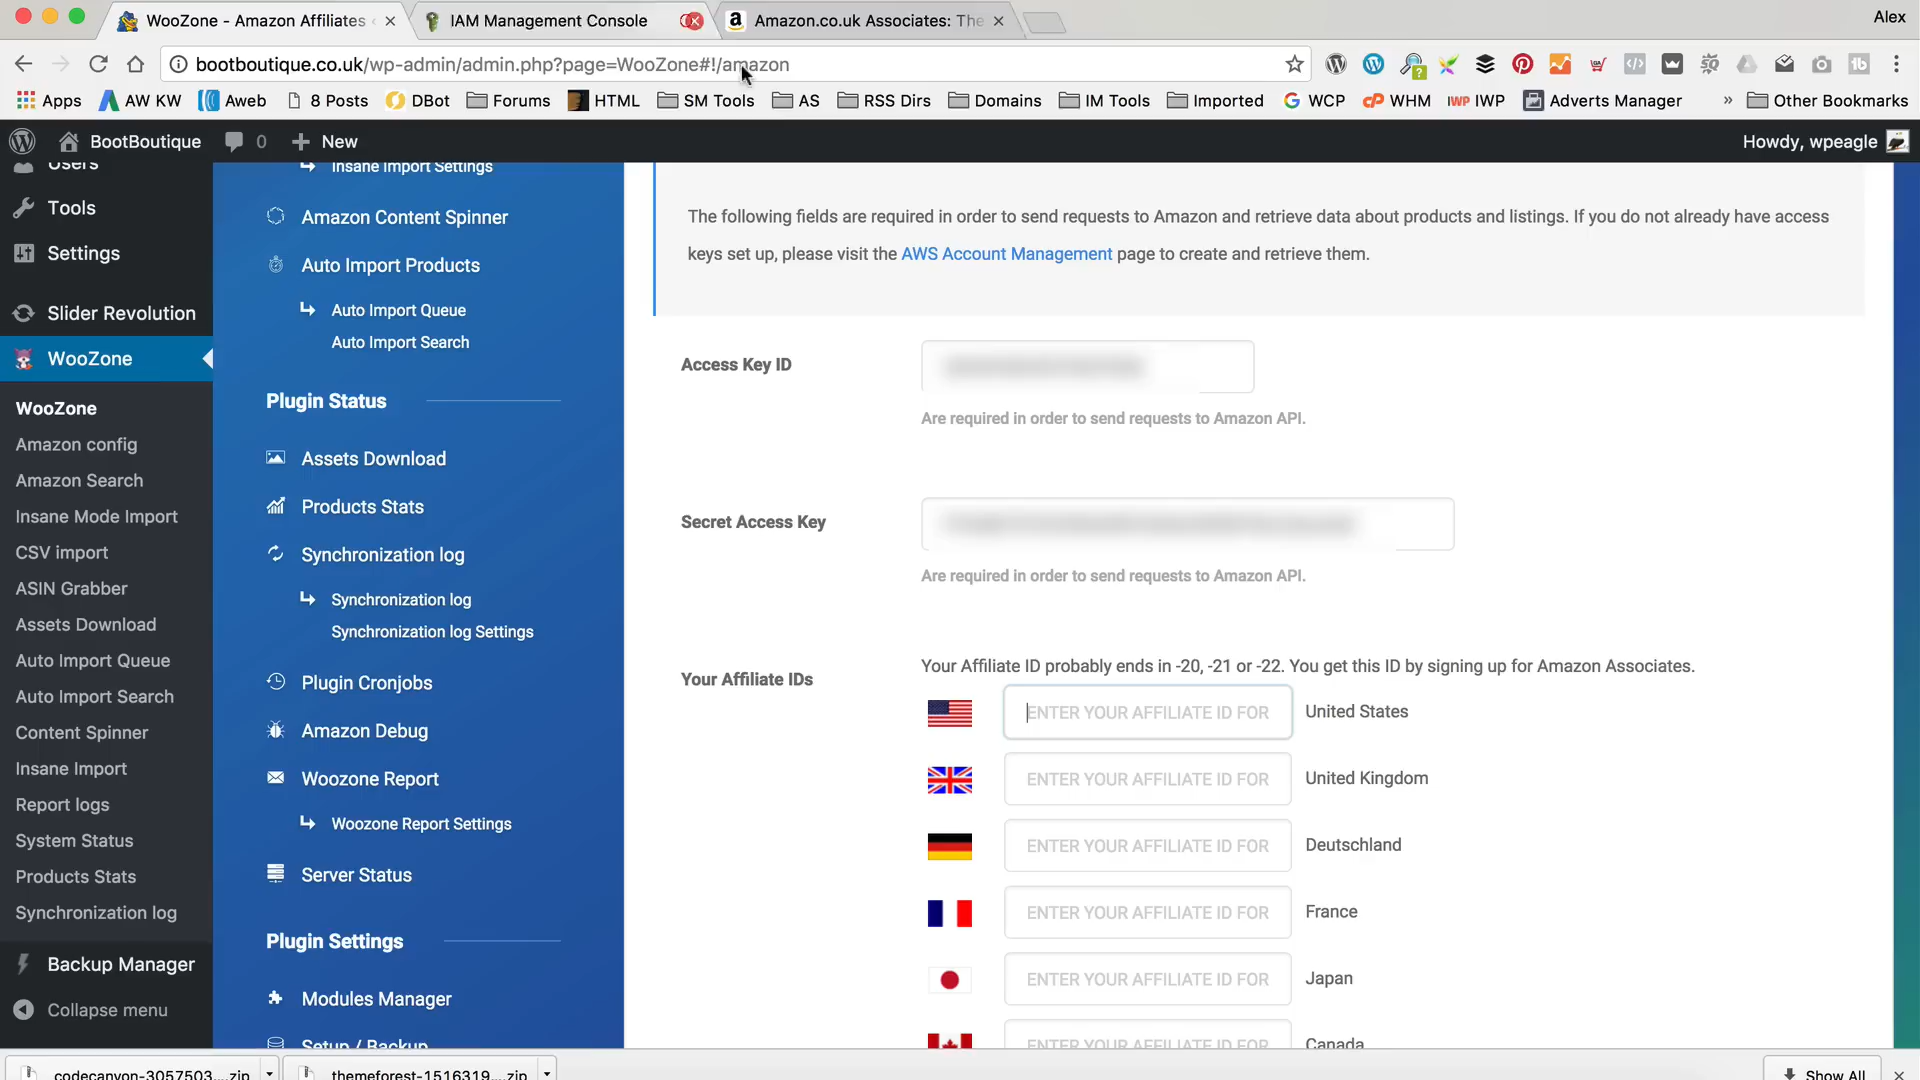 WooZone - Amazon Affiliates
IAM Management Console
Amazon.co.uk Associates: The
Alex
bootboutique.co.uk/wp-admin/admin.php?page=WooZone#!/amazon
Apps
AW KW
Aweb
8 Posts
DBot
Forums
HTML
SM Tools
AS
RSS Dirs
Domains
IM Tools
Imported
WCP
WHM
IWP
Adverts Manager
»
Other Bookmarks
BootBoutique
0
New
Howdy, wpeagle
Users
Tools
Settings
Slider Revolution
WooZone
WooZone
Amazon config
Amazon Search
Insane Mode Import
CSV import
ASIN Grabber
Assets Download
Auto Import Queue
Auto Import Search
Content Spinner
Insane Import
Report logs
System Status
Products Stats
Synchronization log
Backup Manager
Collapse menu
Insane Import Settings
Amazon Content Spinner
Auto Import Products
Auto Import Queue
Auto Import Search
Plugin Status
Assets Download
Products Stats
Synchronization log
Synchronization log
Synchronization log Settings
Plugin Cronjobs
Amazon Debug
Woozone Report
Woozone Report Settings
Server Status
Plugin Settings
Modules Manager
Setup / Backup
The following fields are required in order to send requests to Amazon and retrieve data about products and listings. If you do not already have access
keys set up, please visit the AWS Account Management page to create and retrieve them.
Access Key ID
Are required in order to send requests to Amazon API.
Secret Access Key
Are required in order to send requests to Amazon API.
Your Affiliate IDs
Your Affiliate ID probably ends in -20, -21 or -22. You get this ID by signing up for Amazon Associates.
ENTER YOUR AFFILIATE ID FOR United States
ENTER YOUR AFFILIATE ID FOR United Kingdom
ENTER YOUR AFFILIATE ID FOR Deutschland
ENTER YOUR AFFILIATE ID FOR France
ENTER YOUR AFFILIATE ID FOR Japan
ENTER YOUR AFFILIATE ID FOR Canada
codecanyon-3057503....zip
themeforest-1516319....zip
Show All